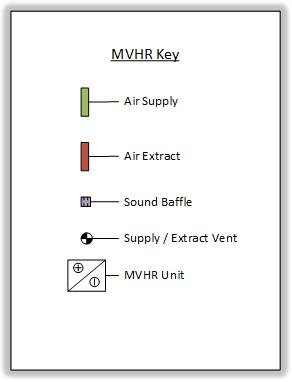 MVHR Key
Air Supply
Air Extract
Sound Baffle
Supply / Extract Vent
MVHR Unit